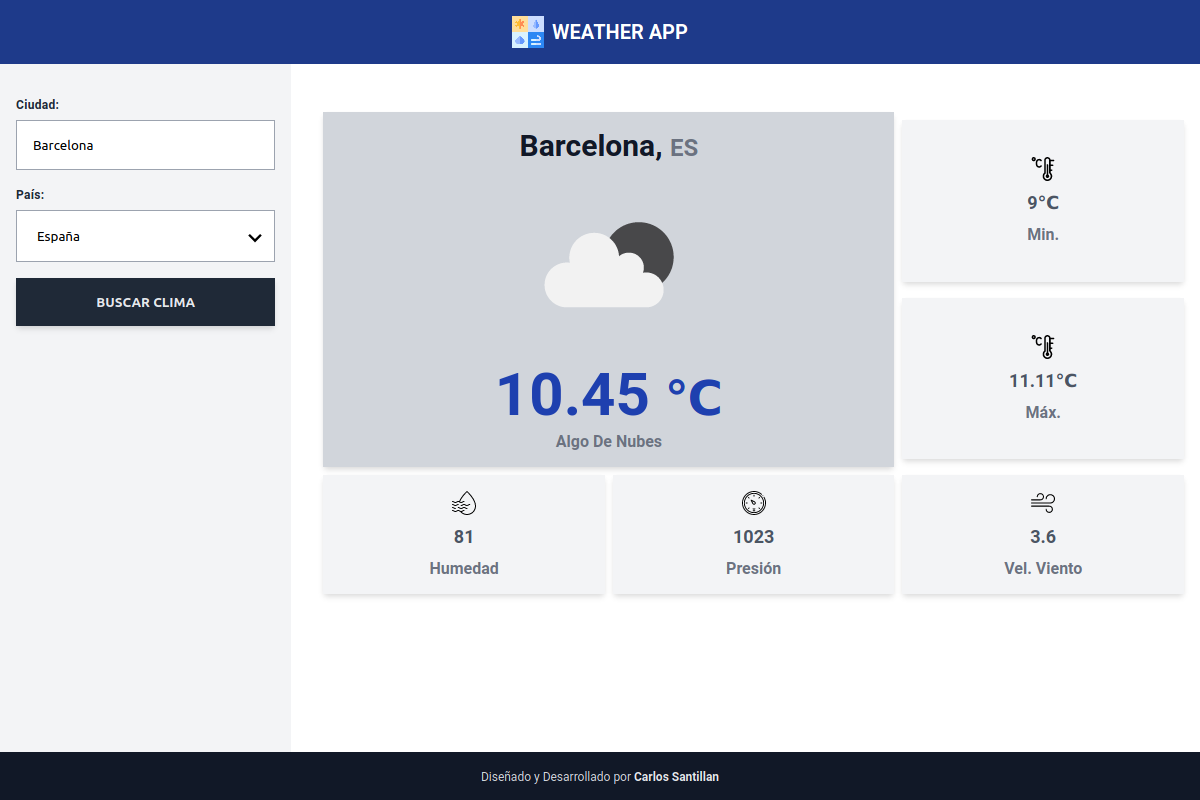 WEATHER APP
Ciudad:
Barcelona
País:
España
BUSCAR CLIMA
Barcelona, ES
10.45 °C
Algo De Nubes
°C
9°C
Min.
°C
11.11°C
Máx.
81
Humedad
1023
Presión
3.6
Vel. Viento
Diseñado y Desarrollado por Carlos Santillan